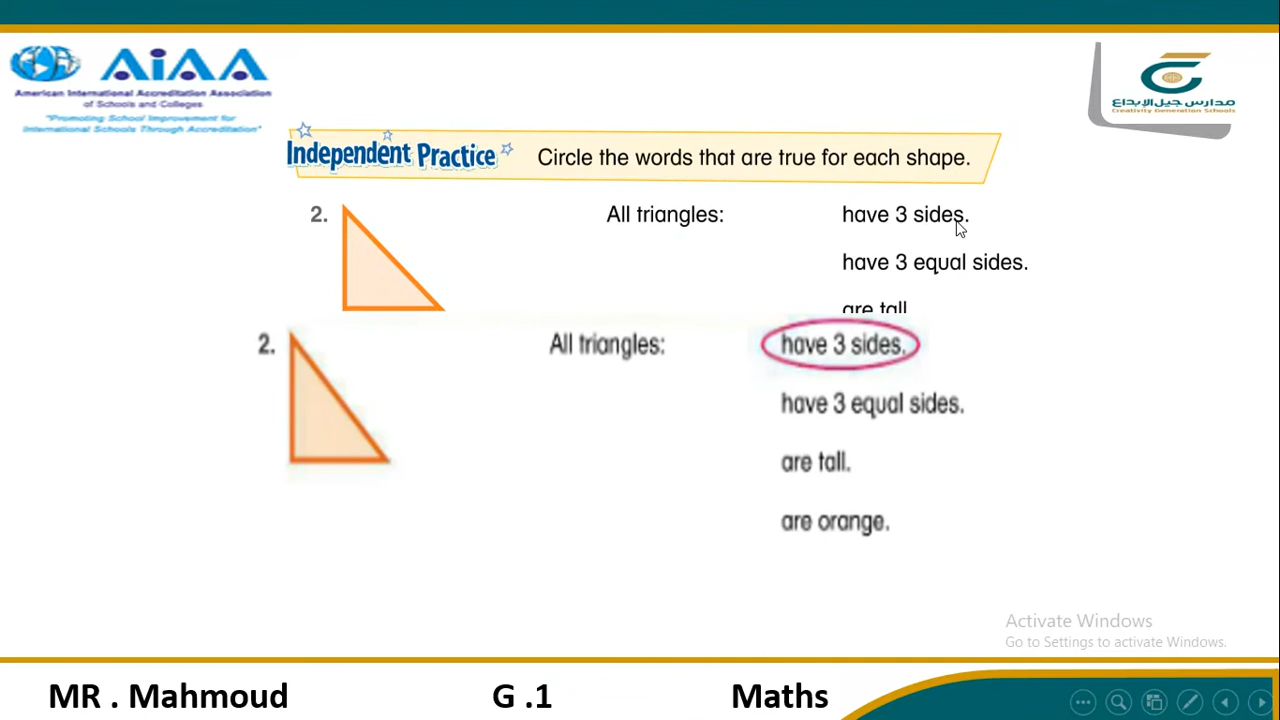 AiAA
American International Accreditation Association
of Schools and Colleges
"Promoting School Improvement for
International Schools Through Accreditation"
مدارس جيل الإبداع
Creativity Generation Schools
Independent Practice Circle the words that are true for each shape.
2. All triangles: have 3 sides.
have 3 equal sides.
are tall
2. All triangles: have 3 sides.
have 3 equal sides.
are tall.
are orange.
Activate Windows
Go to Settings to activate Windows.
MR . Mahmoud G .1 Maths